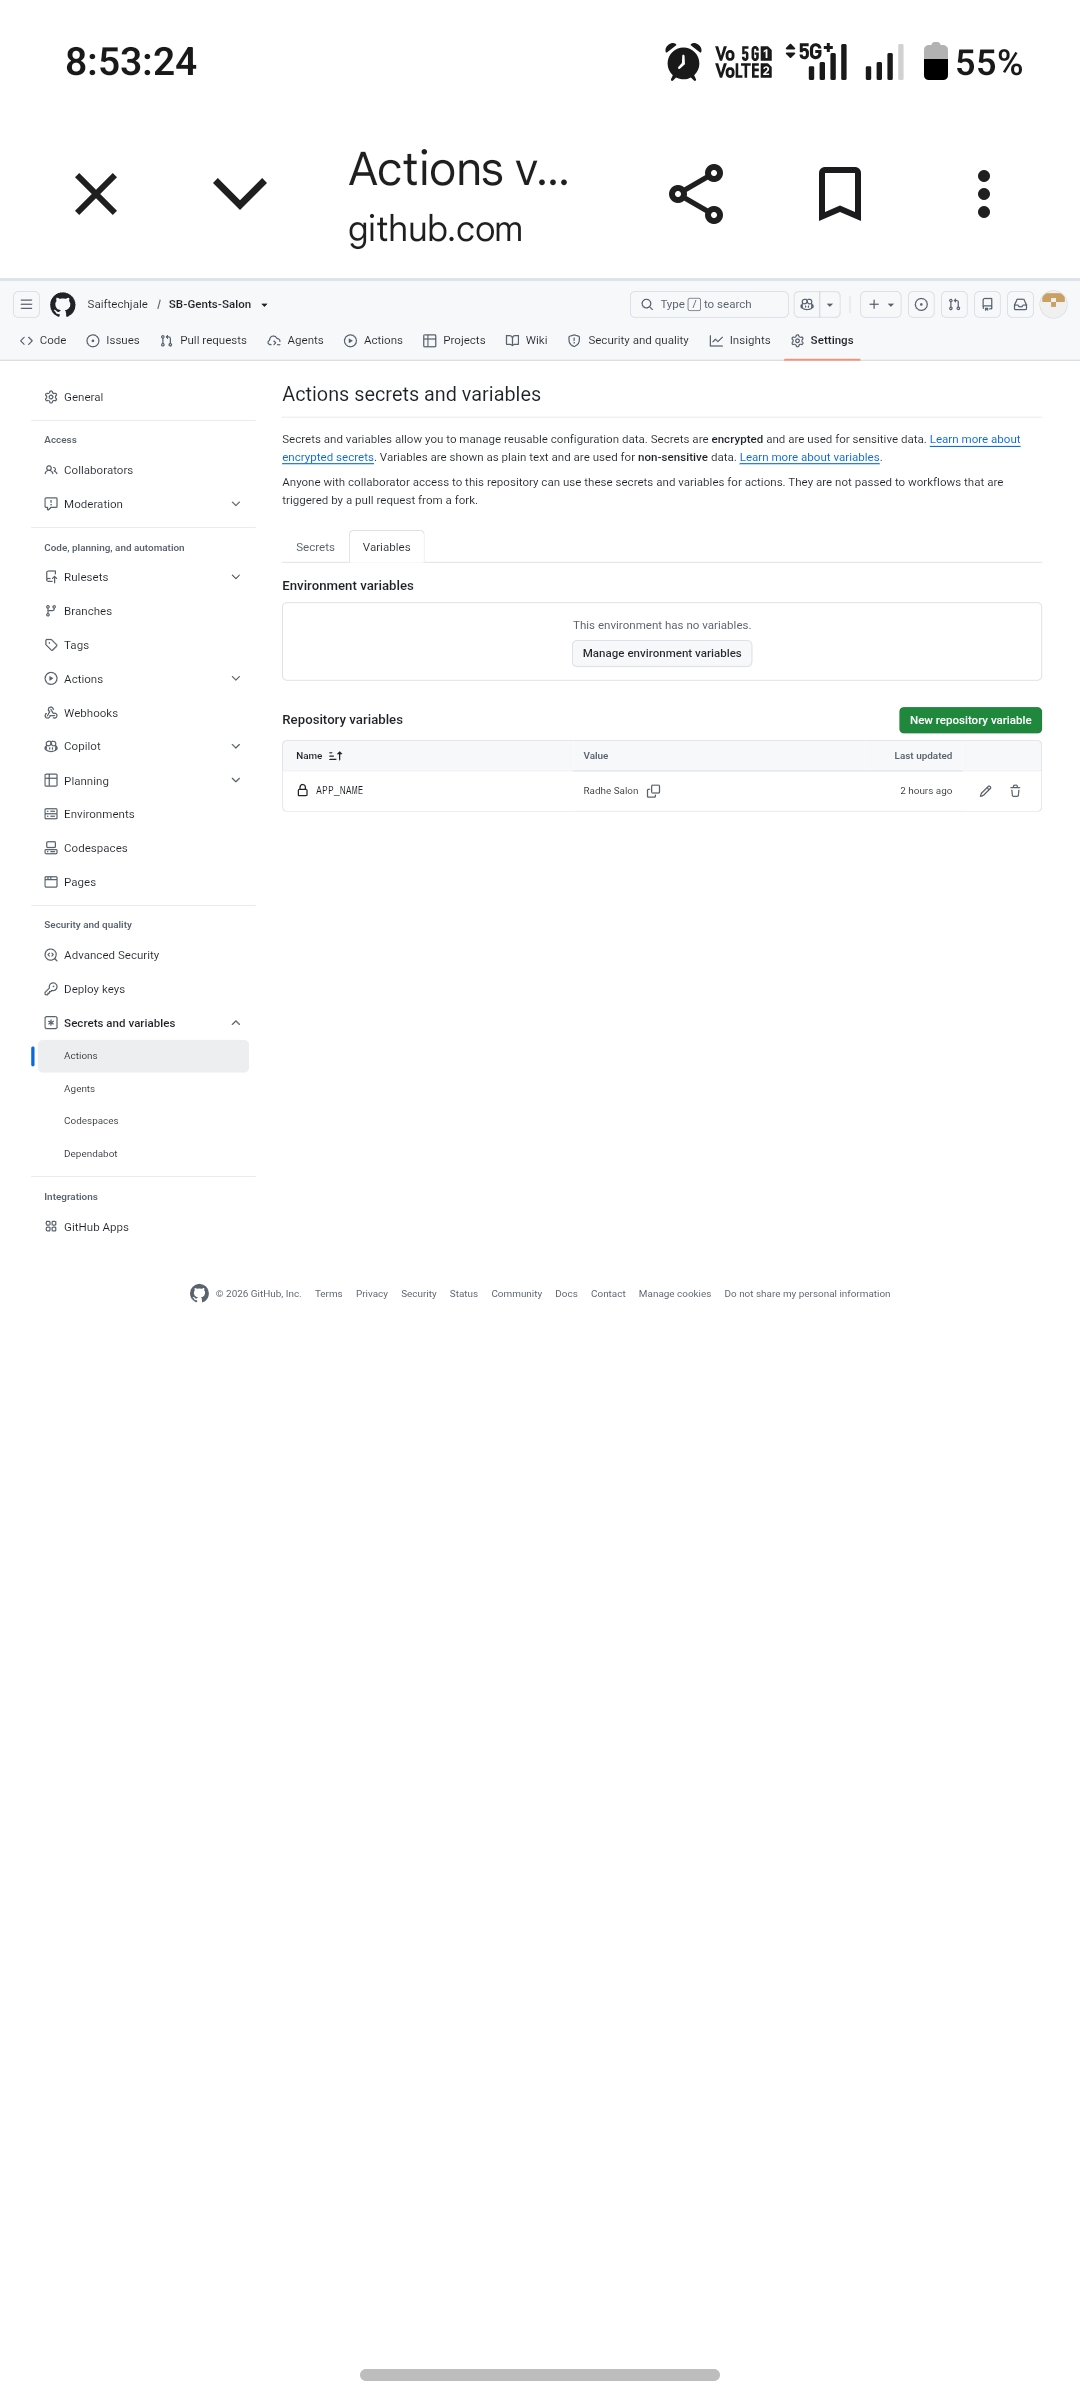 8:53:24
Vo 5G 1
VoLTE 2
5G+
55%
Actions v...
github.com
Saiftechjale / SB-Gents-Salon
Type / to search
Code
Issues
Pull requests
Agents
Actions
Projects
Wiki
Security and quality
Insights
Settings
General
Access
Collaborators
Moderation
Code, planning, and automation
Rulesets
Branches
Tags
Actions
Webhooks
Copilot
Planning
Environments
Codespaces
Pages
Security and quality
Advanced Security
Deploy keys
Secrets and variables
Actions
Agents
Codespaces
Dependabot
Integrations
GitHub Apps
Actions secrets and variables
Secrets and variables allow you to manage reusable configuration data. Secrets are encrypted and are used for sensitive data. Learn more about
encrypted secrets. Variables are shown as plain text and are used for non-sensitive data. Learn more about variables.
Anyone with collaborator access to this repository can use these secrets and variables for actions. They are not passed to workflows that are
triggered by a pull request from a fork.
Secrets
Variables
Environment variables
This environment has no variables.
Manage environment variables
Repository variables
New repository variable
Name
Value
Last updated
APP_NAME
Radhe Salon
2 hours ago
© 2026 GitHub, Inc.
Terms
Privacy
Security
Status
Community
Docs
Contact
Manage cookies
Do not share my personal information